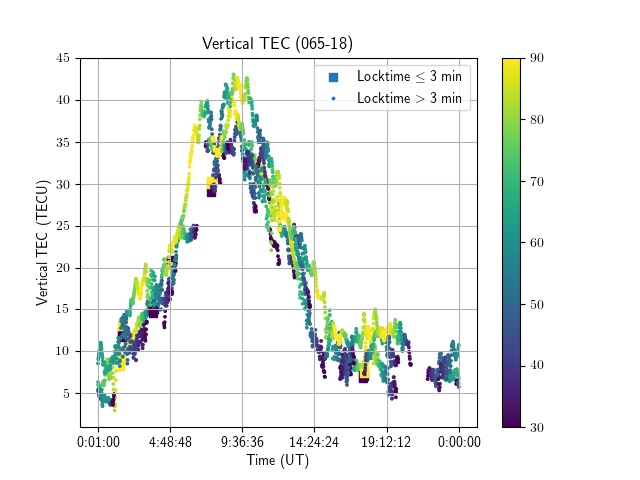 Vertical TEC (065-18)
Locktime ≤ 3 min
Locktime > 3 min
Vertical TEC (TECU)
45
40
35
30
25
20
15
10
5
0:01:00 4:48:48 9:36:36 14:24:24 19:12:12 0:00:00
Time (UT)
90
80
70
60
50
40
30